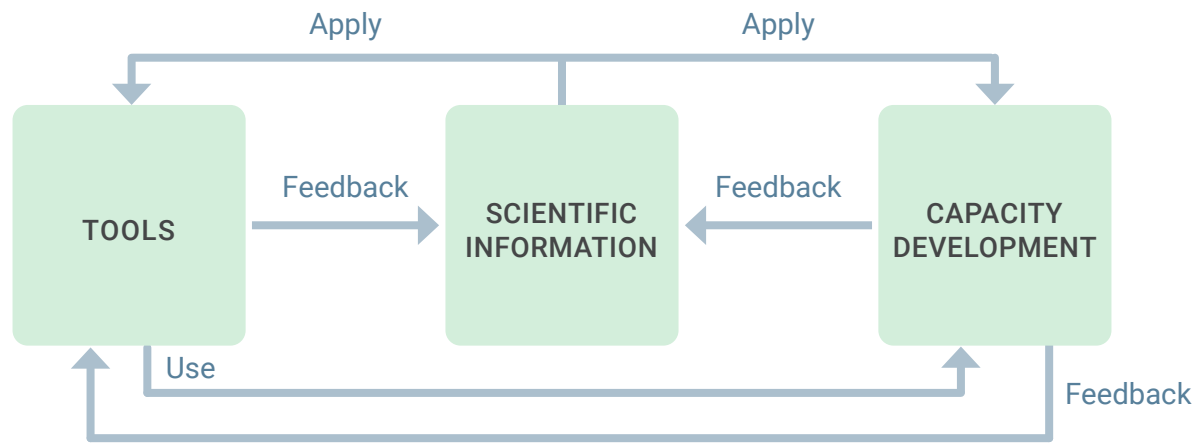 Apply
Apply
Feedback
Feedback
TOOLS
SCIENTIFIC
INFORMATION
CAPACITY
DEVELOPMENT
Use
Feedback